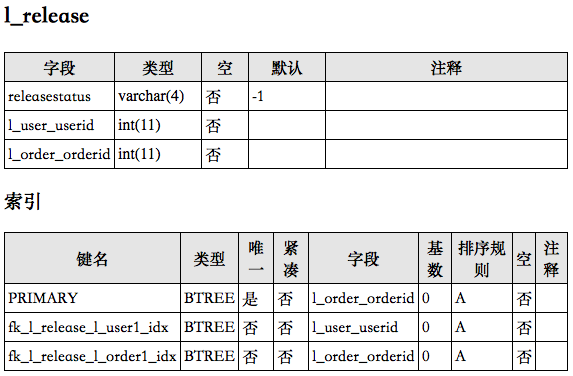 l_release
字段 类型 空 默认 注释
releasestatus varchar(4) 否 -1
l_user_userid int(11) 否
l_order_orderid int(11) 否
索引
键名 类型 唯一 紧凑 字段 基数 排序规则 空 注释
PRIMARY BTREE 是 否 l_order_orderid 0 A 否
fk_l_release_l_user1_idx BTREE 否 否 l_user_userid 0 A 否
fk_l_release_l_order1_idx BTREE 否 否 l_order_orderid 0 A 否